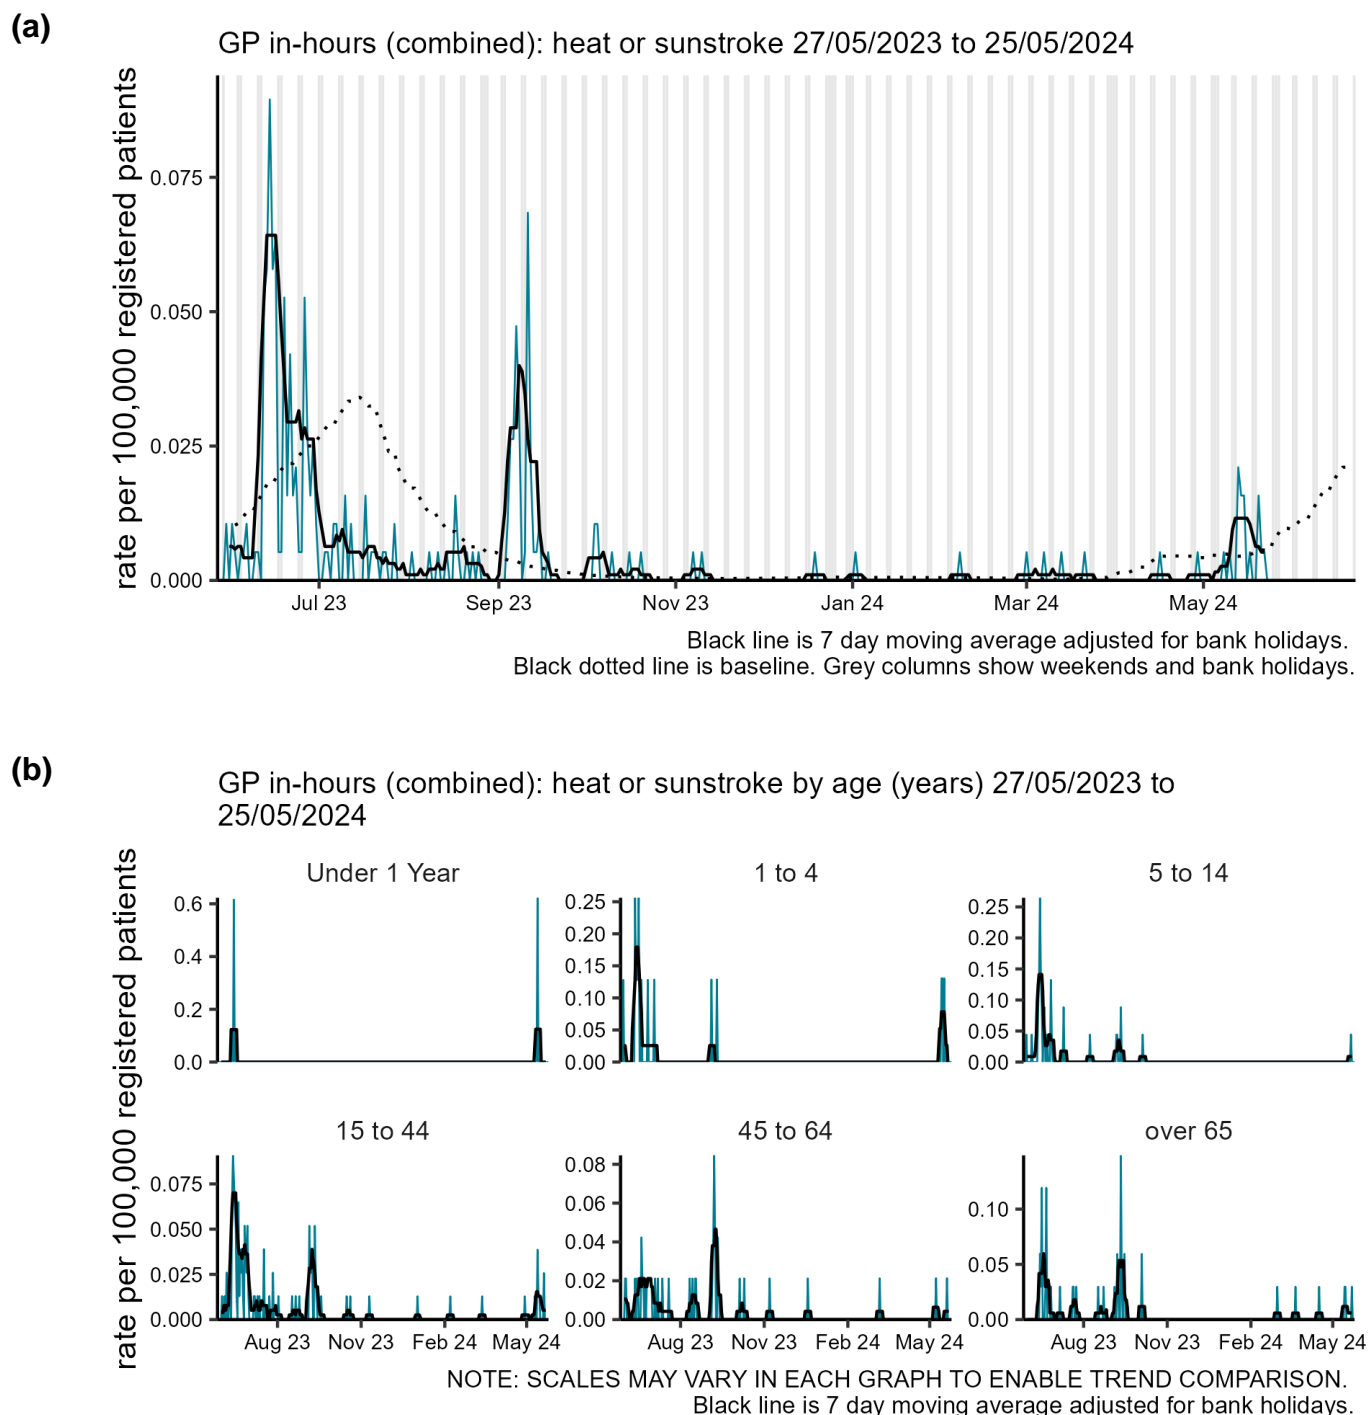 (a)
GP in-hours (combined): heat or sunstroke 27/05/2023 to 25/05/2024
rate per 100,000 registered patients
0.075
0.050
0.025
0.000
Jul 23 Sep 23 Nov 23 Jan 24 Mar 24 May 24
Black line is 7 day moving average adjusted for bank holidays.
Black dotted line is baseline. Grey columns show weekends and bank holidays.
(b)
GP in-hours (combined): heat or sunstroke by age (years) 27/05/2023 to
25/05/2024
rate per 100,000 registered patients
Under 1 Year
0.6
0.4
0.2
0.0
1 to 4
0.25
0.20
0.15
0.10
0.05
0.00
5 to 14
0.25
0.20
0.15
0.10
0.05
0.00
15 to 44
0.075
0.050
0.025
0.000
Aug 23 Nov 23 Feb 24 May 24
45 to 64
0.08
0.06
0.04
0.02
0.00
Aug 23 Nov 23 Feb 24 May 24
over 65
0.10
0.05
0.00
Aug 23 Nov 23 Feb 24 May 24
NOTE: SCALES MAY VARY IN EACH GRAPH TO ENABLE TREND COMPARISON.
Black line is 7 day moving average adjusted for bank holidays.